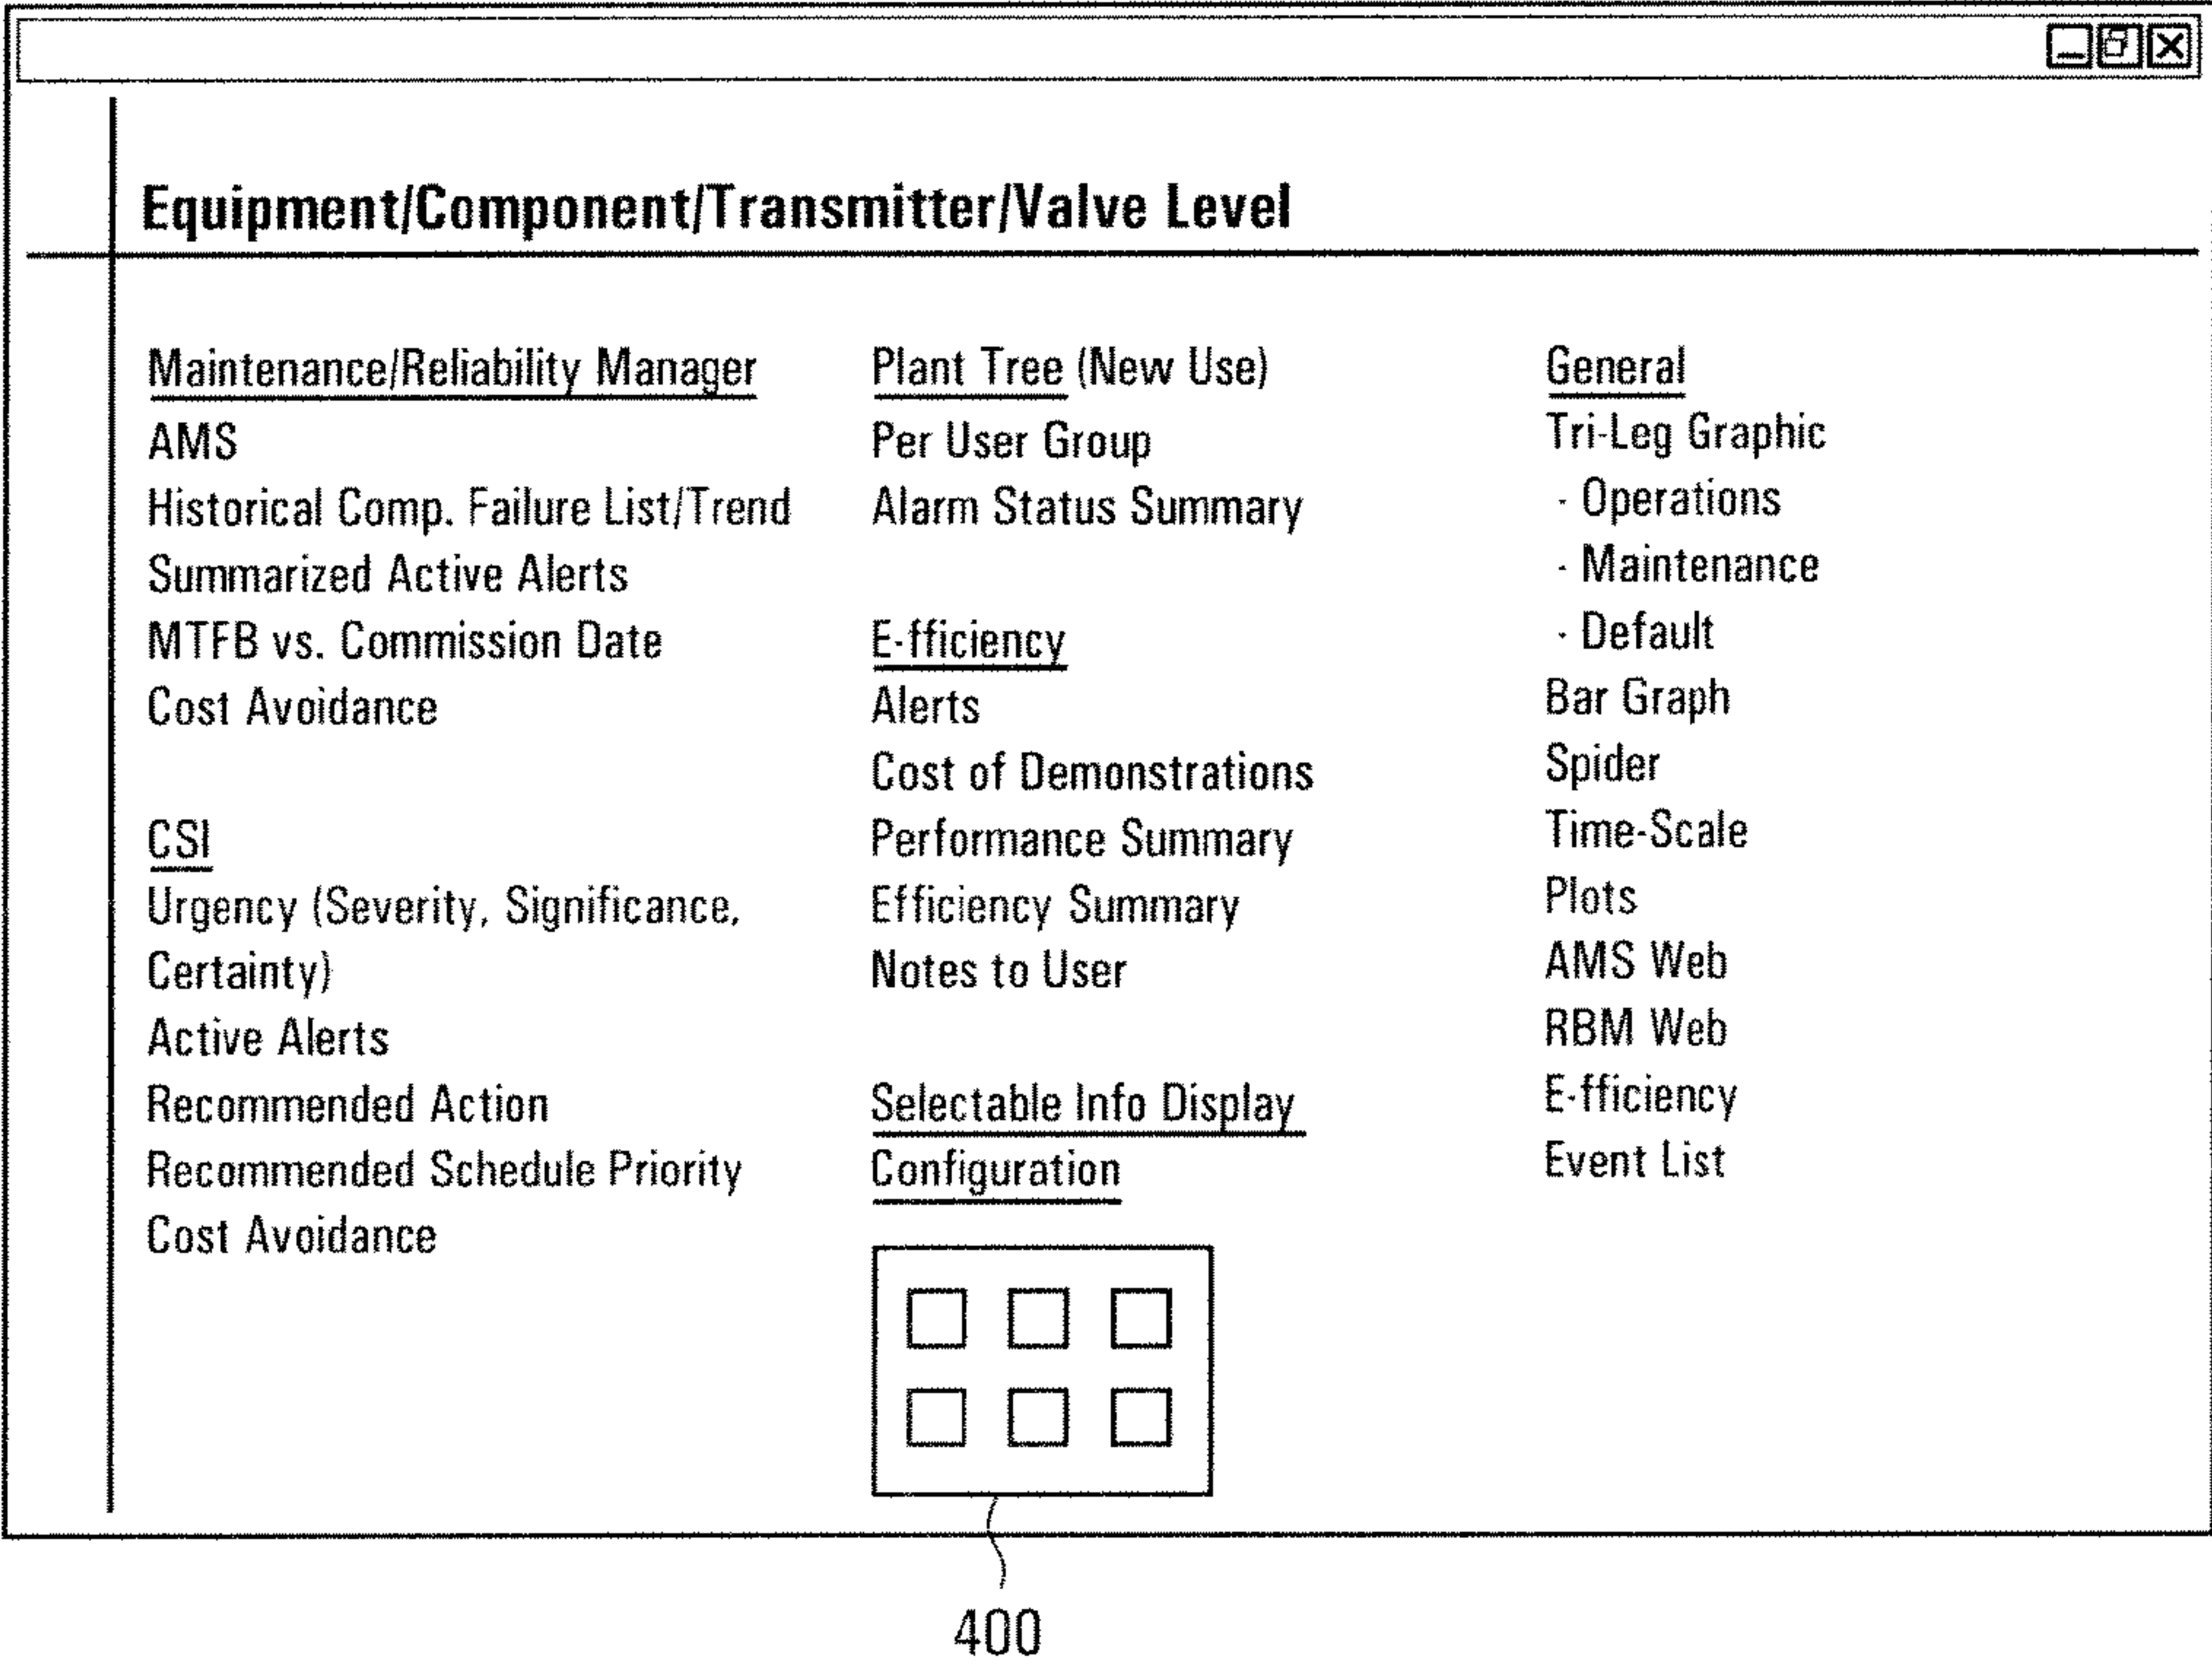 Equipment/Component/Transmitter/Valve Level
Maintenance/Reliability Manager
AMS
Historical Comp. Failure List/Trend
Summarized Active Alerts
MTFB vs. Commission Date
Cost Avoidance
CSI
Urgency (Severity, Significance,
Certainty)
Active Alerts
Recommended Action
Recommended Schedule Priority
Cost Avoidance
Plant Tree (New Use)
Per User Group
Alarm Status Summary
E-fficiency
Alerts
Cost of Demonstrations
Performance Summary
Efficiency Summary
Notes to User
Selectable Info Display
Configuration
General
Tri-Leg Graphic
- Operations
- Maintenance
- Default
Bar Graph
Spider
Time-Scale
Plots
AMS Web
RBM Web
E-fficiency
Event List
400